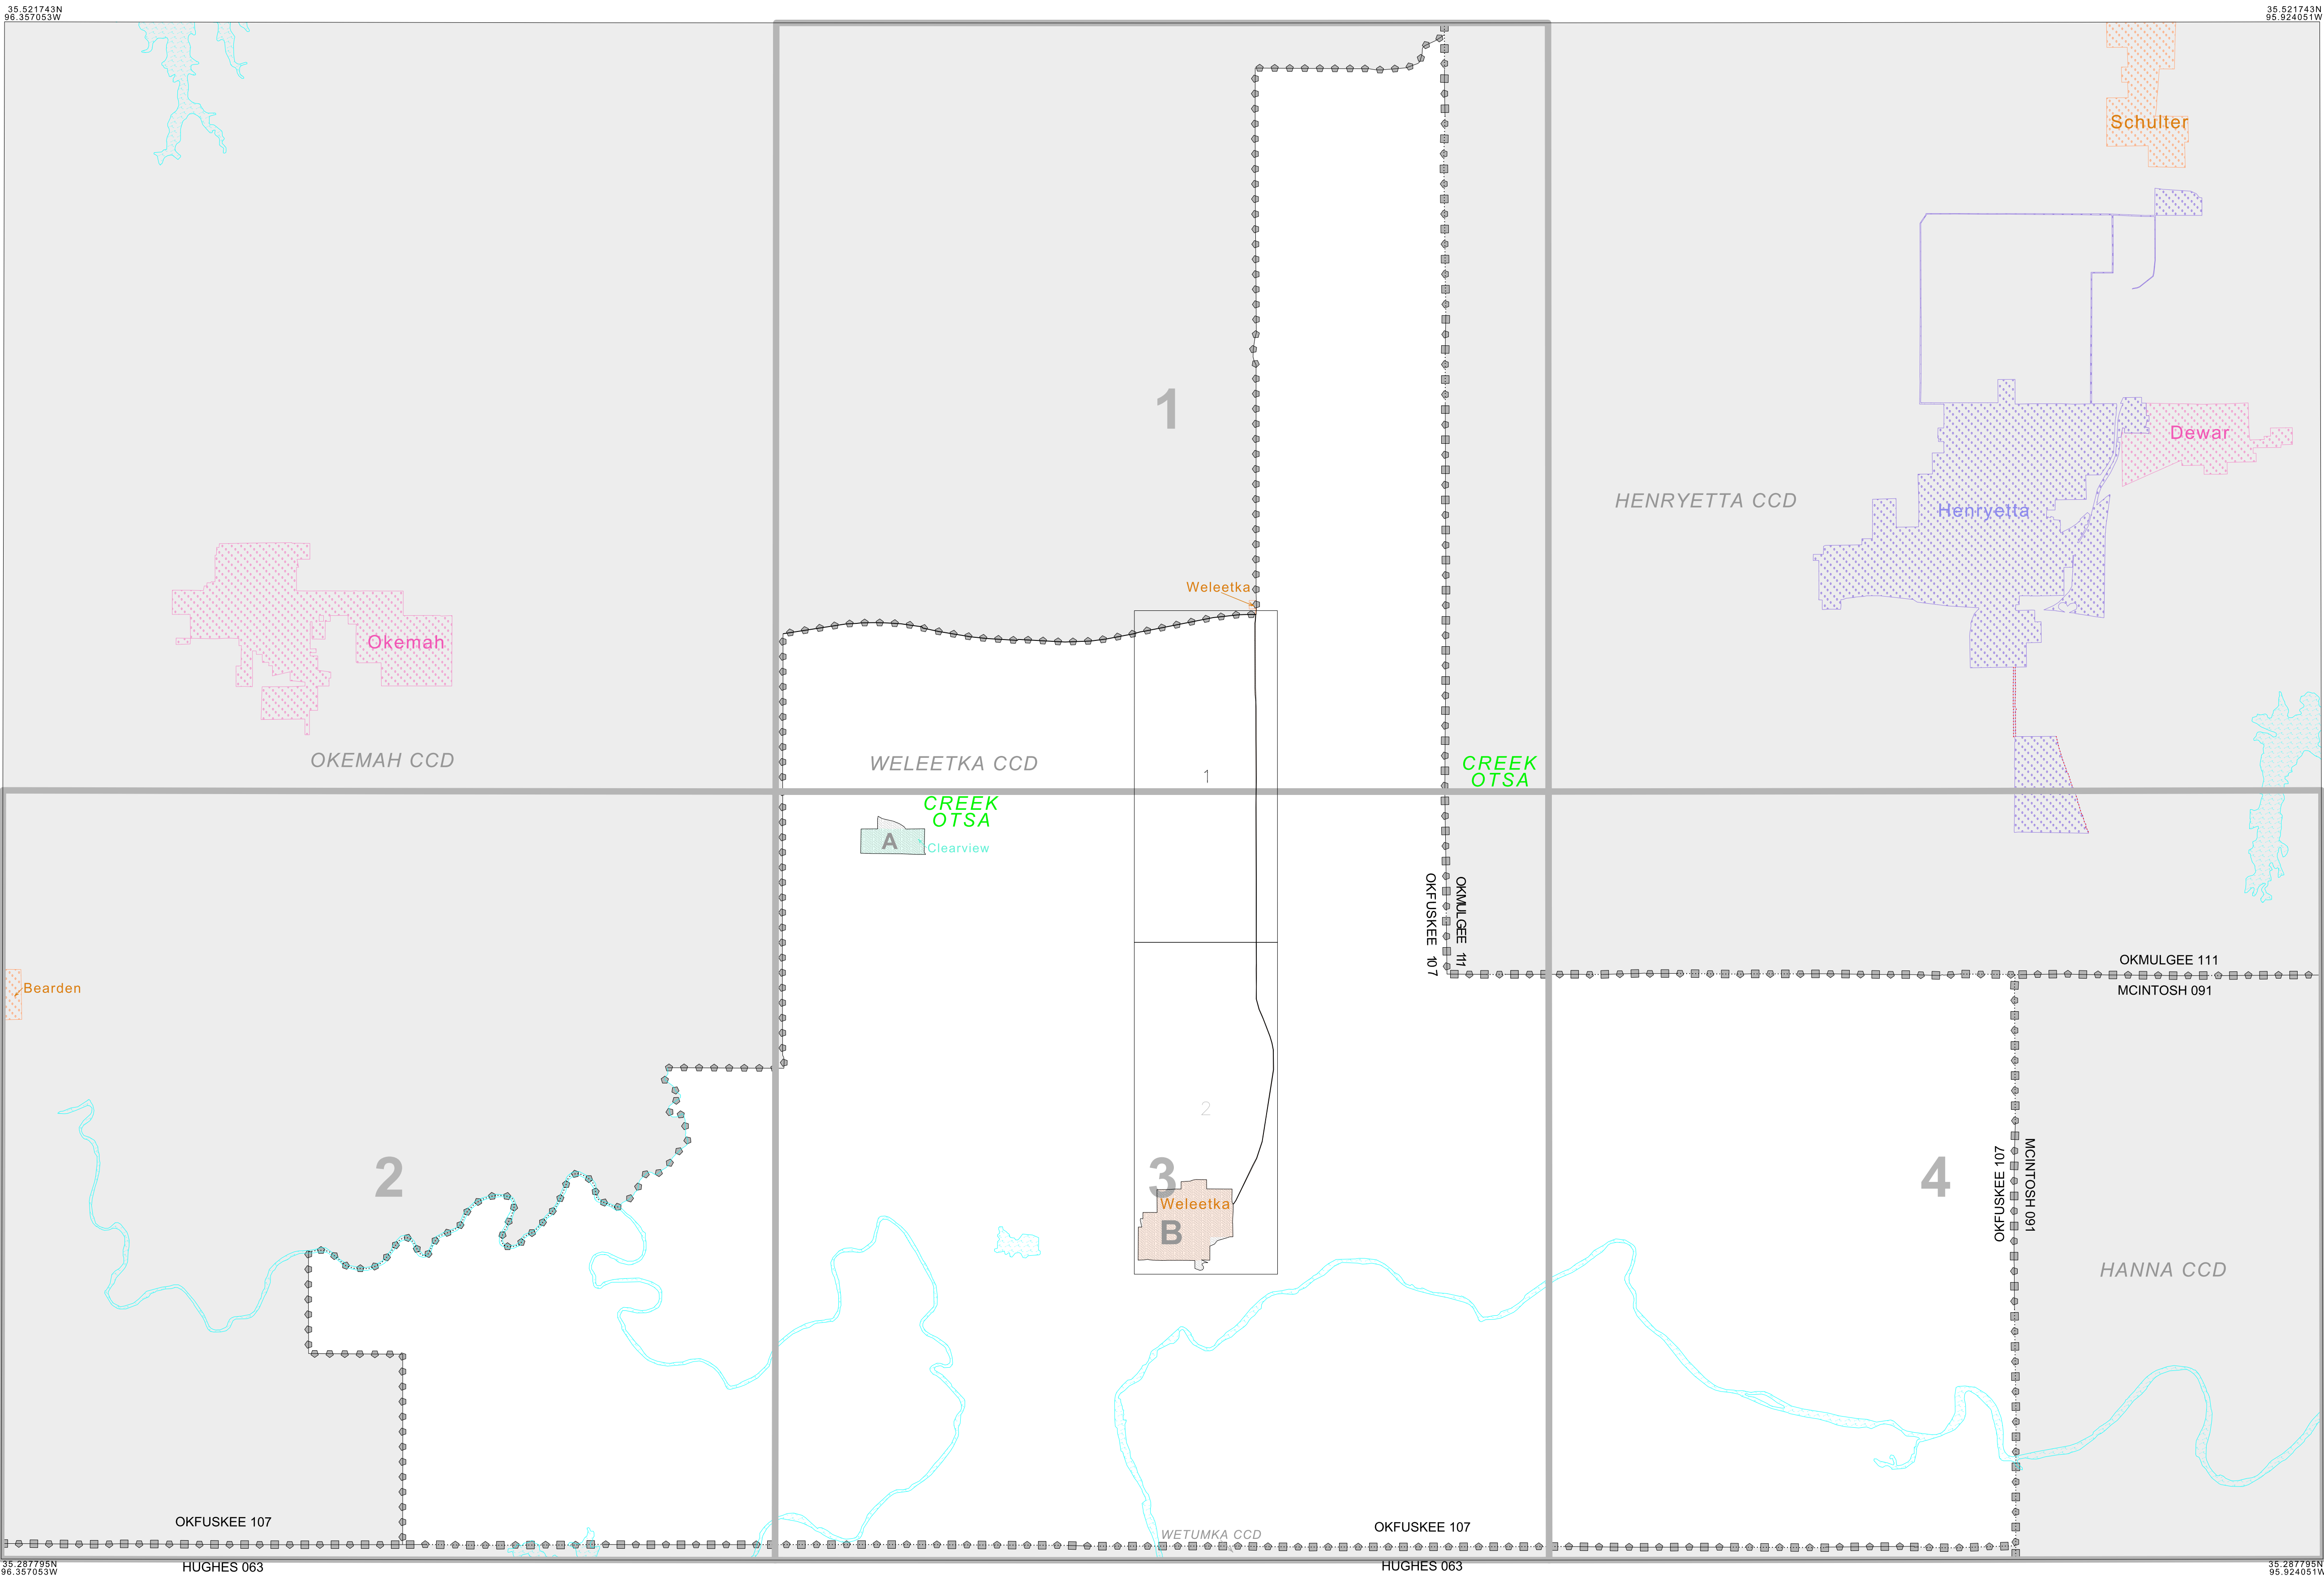 35.521743N
96.357053W
35.521743N
95.924051W
Schulter
1
Dewar
HENRYETTA CCD
Henryetta
Weleetka
Okemah
OKEMAH CCD
WELEETKA CCD
CREEK
OTSA
1
CREEK
OTSA
A
Clearview
OKFUSKEE 107
OKMULGEE 111
OKMULGEE 111
MCINTOSH 091
Bearden
2
2
3
4
Weleetka
B
OKFUSKEE 107
MCINTOSH 091
HANNA CCD
OKFUSKEE 107
OKFUSKEE 107
WETUMKA CCD
35.287795N
96.357053W
HUGHES 063
HUGHES 063
35.287795N
95.924051W